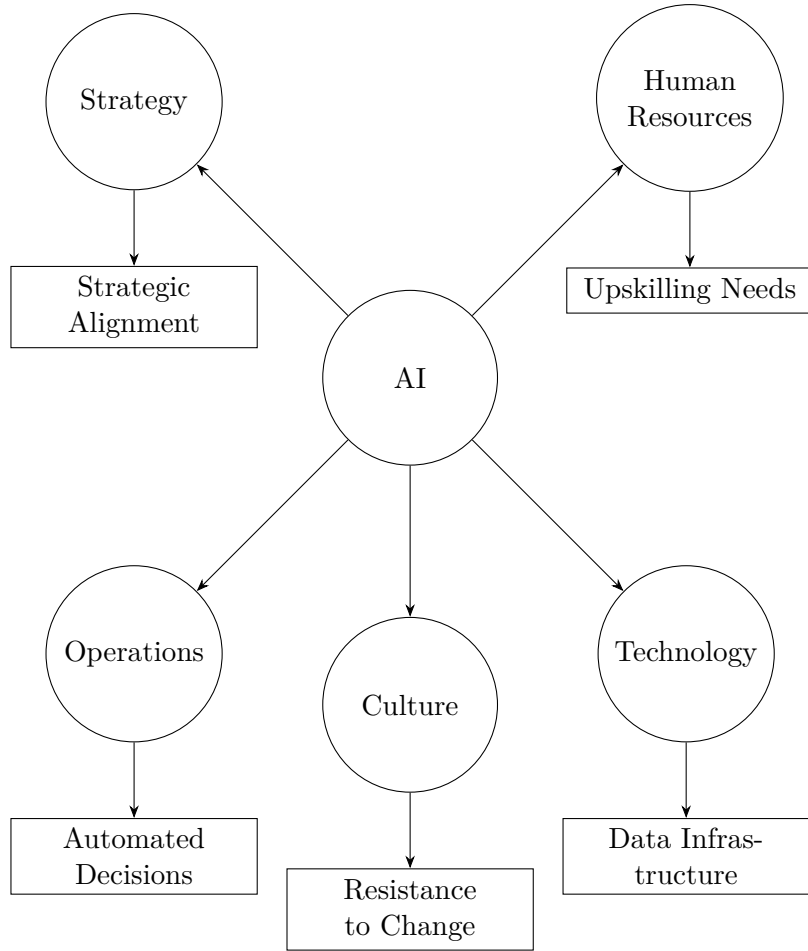 Strategy
Human
Resources
Strategic
Alignment
Upskilling Needs
AI
Operations
Culture
Technology
Automated
Decisions
Resistance
to Change
Data Infras-
tructure